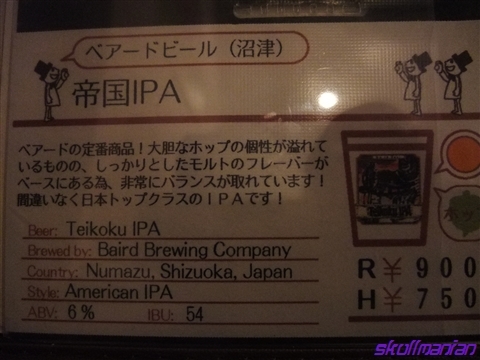 ベアードビール（沼津）
帝国IPA
ベアードの定番商品！大胆なホップの個性が溢れて
いるものの、しっかりとしたモルトのフレーバーが
ベースにある為、非常にバランスが取れています！
間違いなく日本トップクラスのＩＰＡです！
Beer: Teikoku IPA
Brewed by: Baird Brewing Company
Country: Numazu, Shizuoka, Japan
Style: American IPA
ABV: 6% IBU: 54
ホッ
R ¥ 900
H ¥ 750
skullmanian